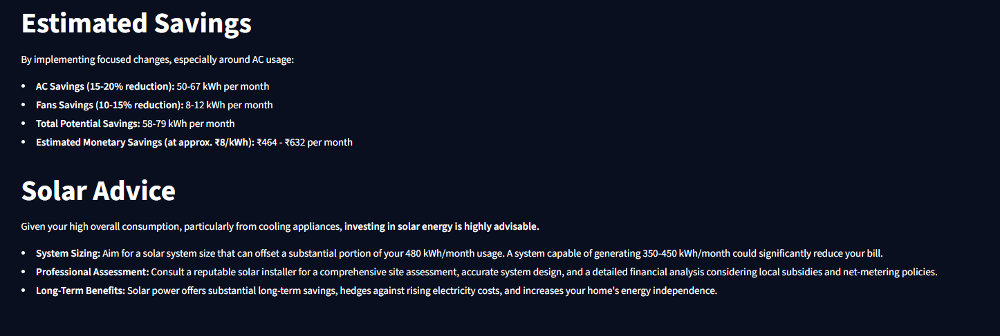 Estimated Savings
By implementing focused changes, especially around AC usage:
• AC Savings (15-20% reduction): 50-67 kWh per month
• Fans Savings (10-15% reduction): 8-12 kWh per month
• Total Potential Savings: 58-79 kWh per month
• Estimated Monetary Savings (at approx. ₹8/kWh): ₹464 - ₹632 per month
Solar Advice
Given your high overall consumption, particularly from cooling appliances, investing in solar energy is highly advisable.
• System Sizing: Aim for a solar system size that can offset a substantial portion of your 480 kWh/month usage. A system capable of generating 350-450 kWh/month could significantly reduce your bill.
• Professional Assessment: Consult a reputable solar installer for a comprehensive site assessment, accurate system design, and a detailed financial analysis considering local subsidies and net-metering policies.
• Long-Term Benefits: Solar power offers substantial long-term savings, hedges against rising electricity costs, and increases your home's energy independence.